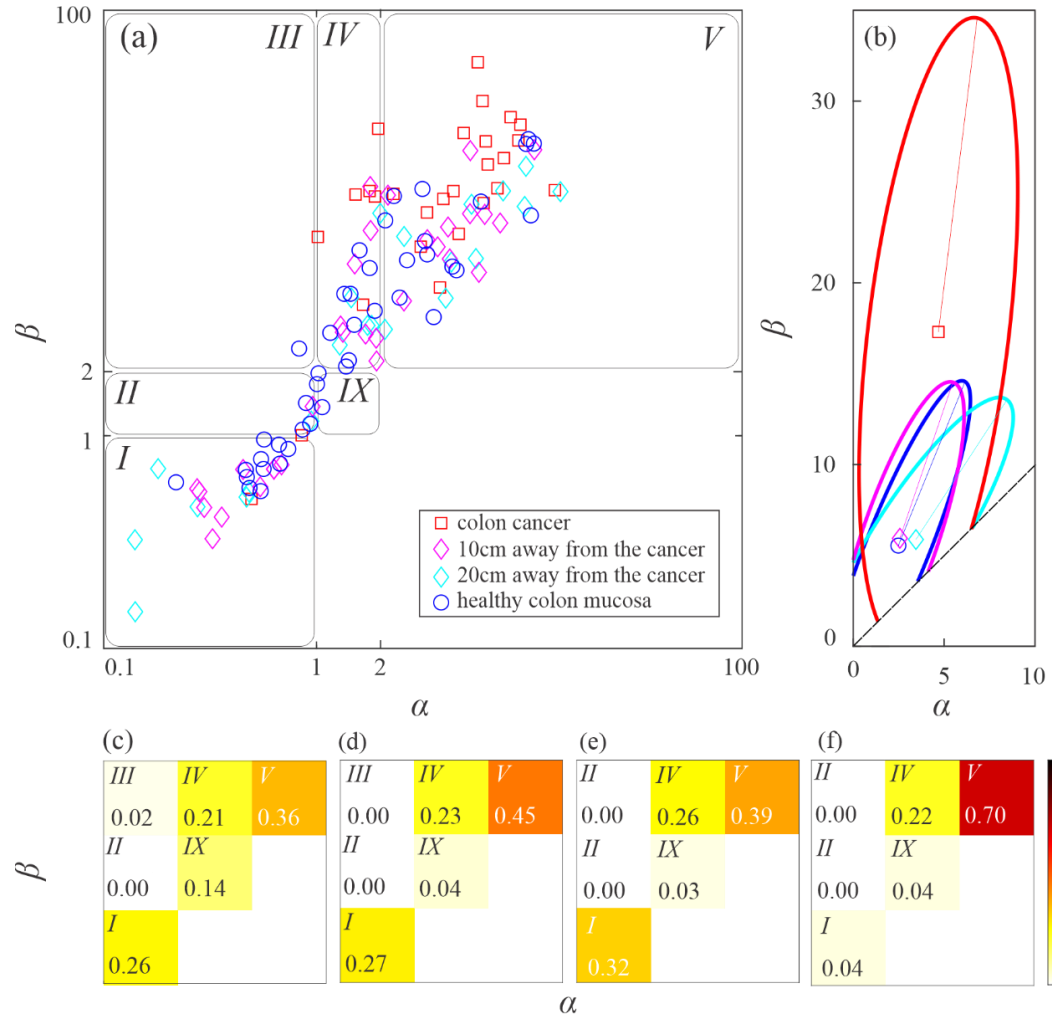 100
(a)
III
IV
V
β
2
II
IX
1
I
colon cancer
10cm away from the cancer
20cm away from the cancer
healthy colon mucosa
0.1
0.1
1
2
100
α
(b)
30
β
20
10
0
0
5
10
α
(c)
III
IV
V
0.02
0.21
0.36
II
IX
0.00
0.14
I
0.26
β
(d)
III
IV
V
0.00
0.23
0.45
II
IX
0.00
0.04
I
0.27
(e)
II
IV
V
0.00
0.26
0.39
II
IX
0.00
0.03
I
0.32
(f)
II
IV
V
0.00
0.22
0.70
II
IX
0.00
0.04
I
0.04
α